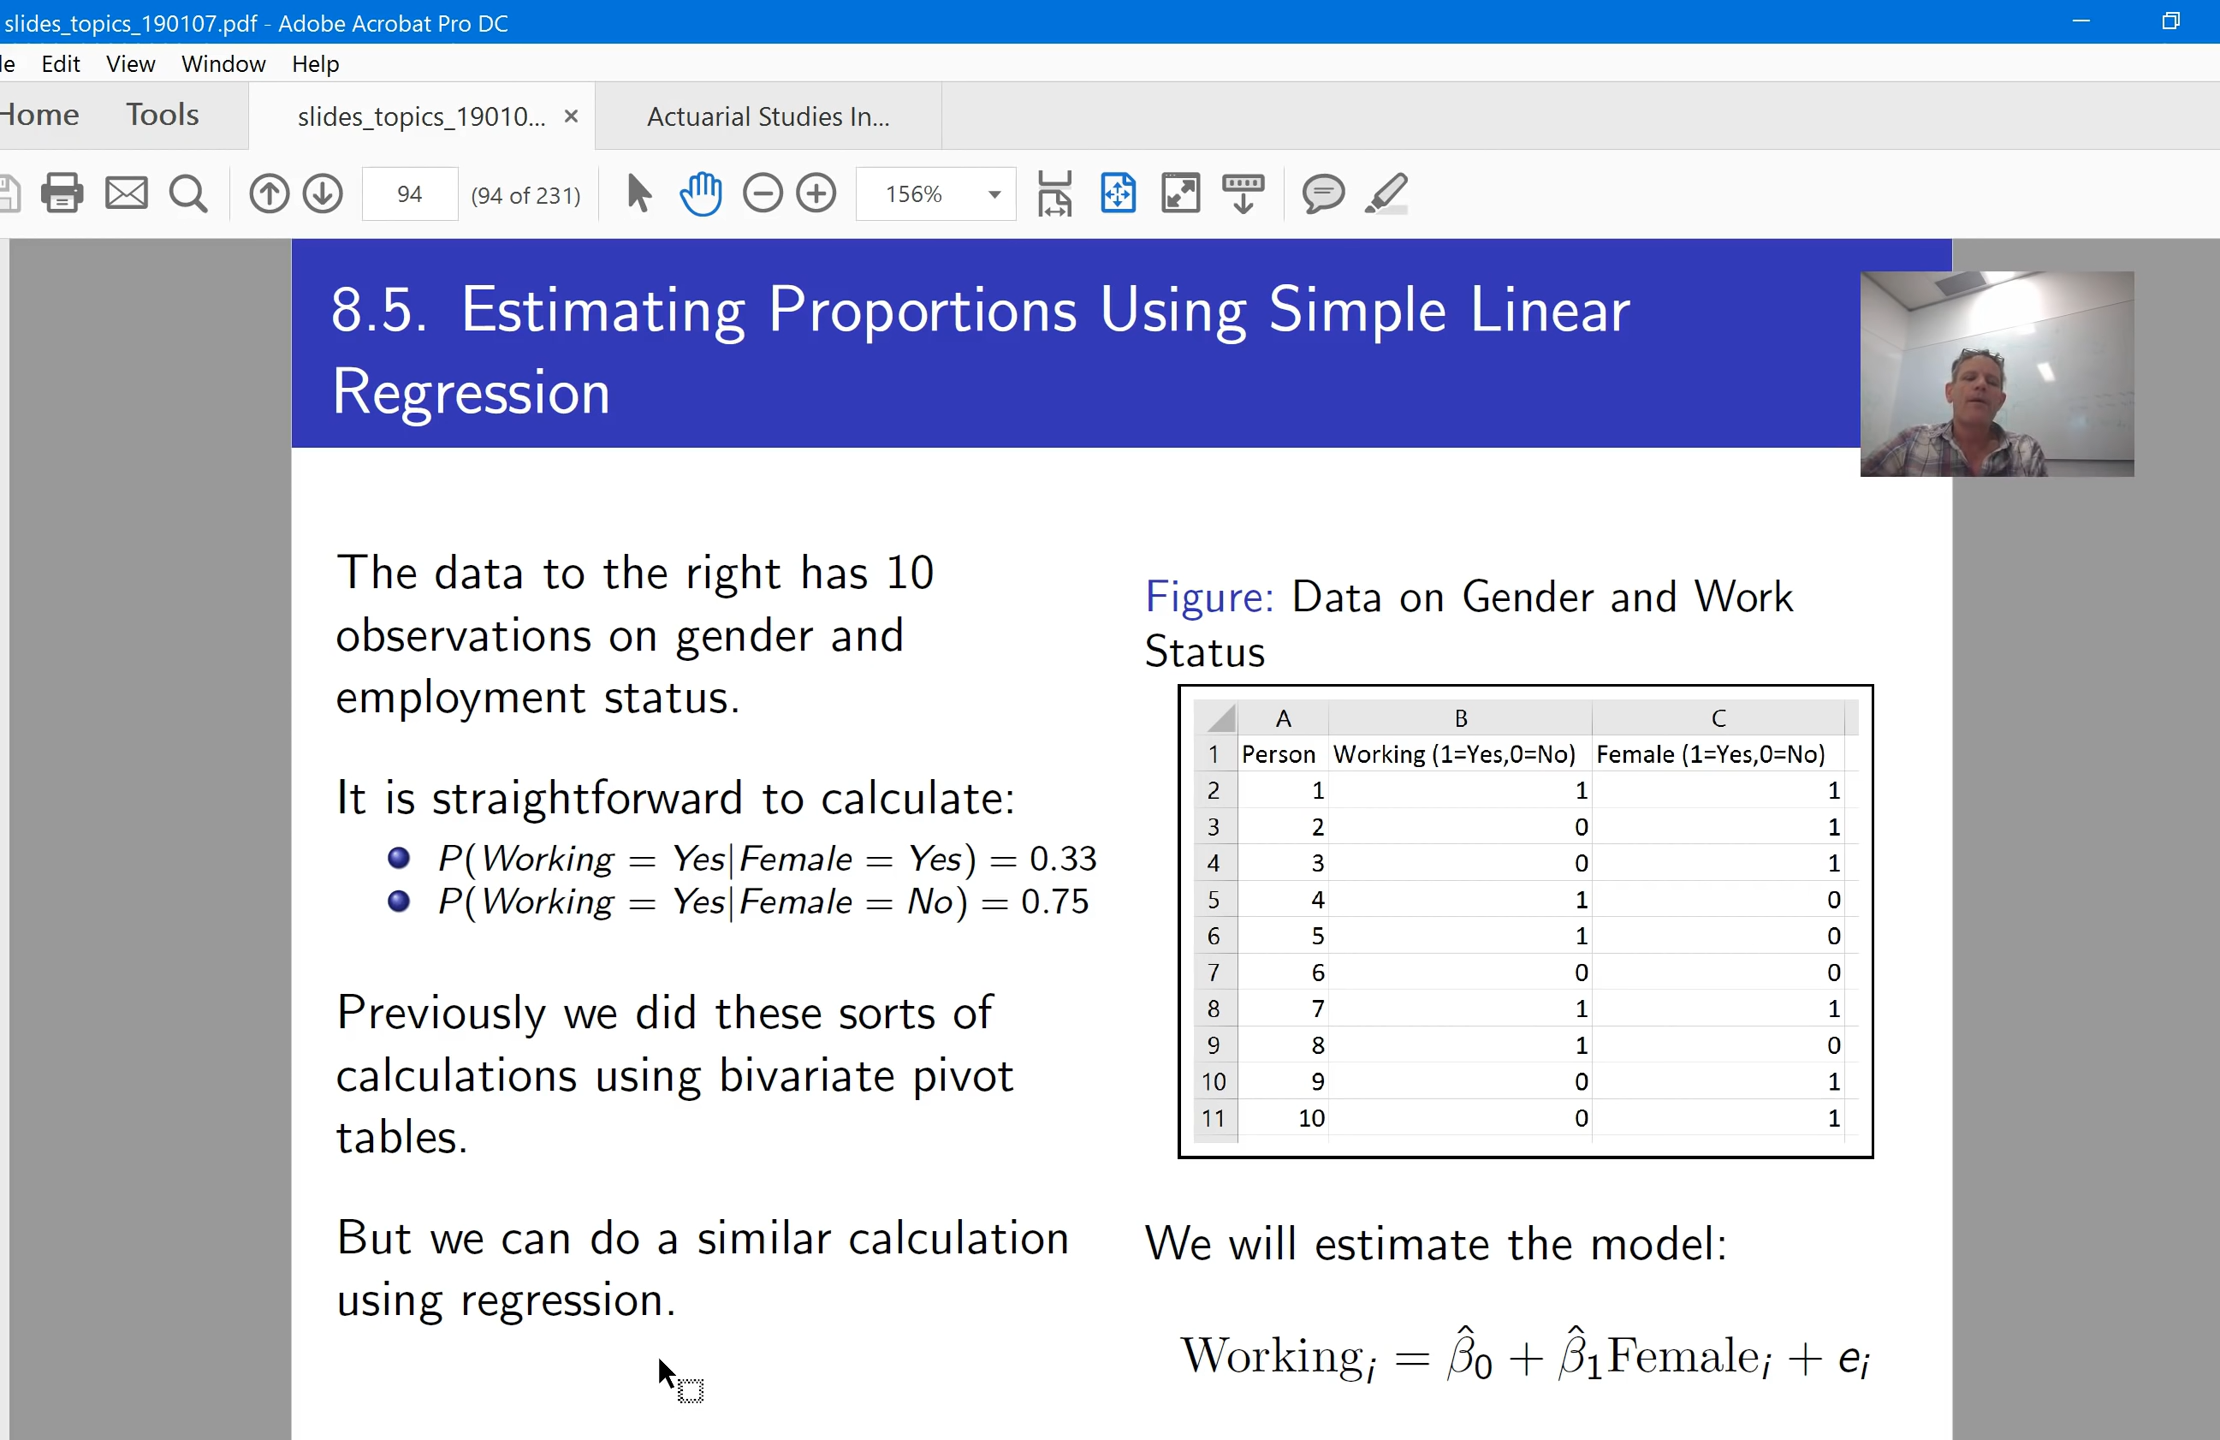 slides_topics_190107.pdf - Adobe Acrobat Pro DC
le Edit View Window Help
Home Tools slides_topics_19010... × Actuarial Studies In...
94 (94 of 231) 156%
8.5. Estimating Proportions Using Simple Linear
Regression
The data to the right has 10
observations on gender and
employment status.
It is straightforward to calculate:
P(Working = Yes|Female = Yes) = 0.33
P(Working = Yes|Female = No) = 0.75
Previously we did these sorts of
calculations using bivariate pivot
tables.
But we can do a similar calculation
using regression.
Figure: Data on Gender and Work
Status
A B C
1 Person Working (1=Yes,0=No) Female (1=Yes,0=No)
2 1 1 1
3 2 0 1
4 3 0 1
5 4 1 0
6 5 1 0
7 6 0 0
8 7 1 1
9 8 1 0
10 9 0 1
11 10 0 1
We will estimate the model:
Workingᵢ = β̂₀ + β̂₁Femaleᵢ + eᵢ